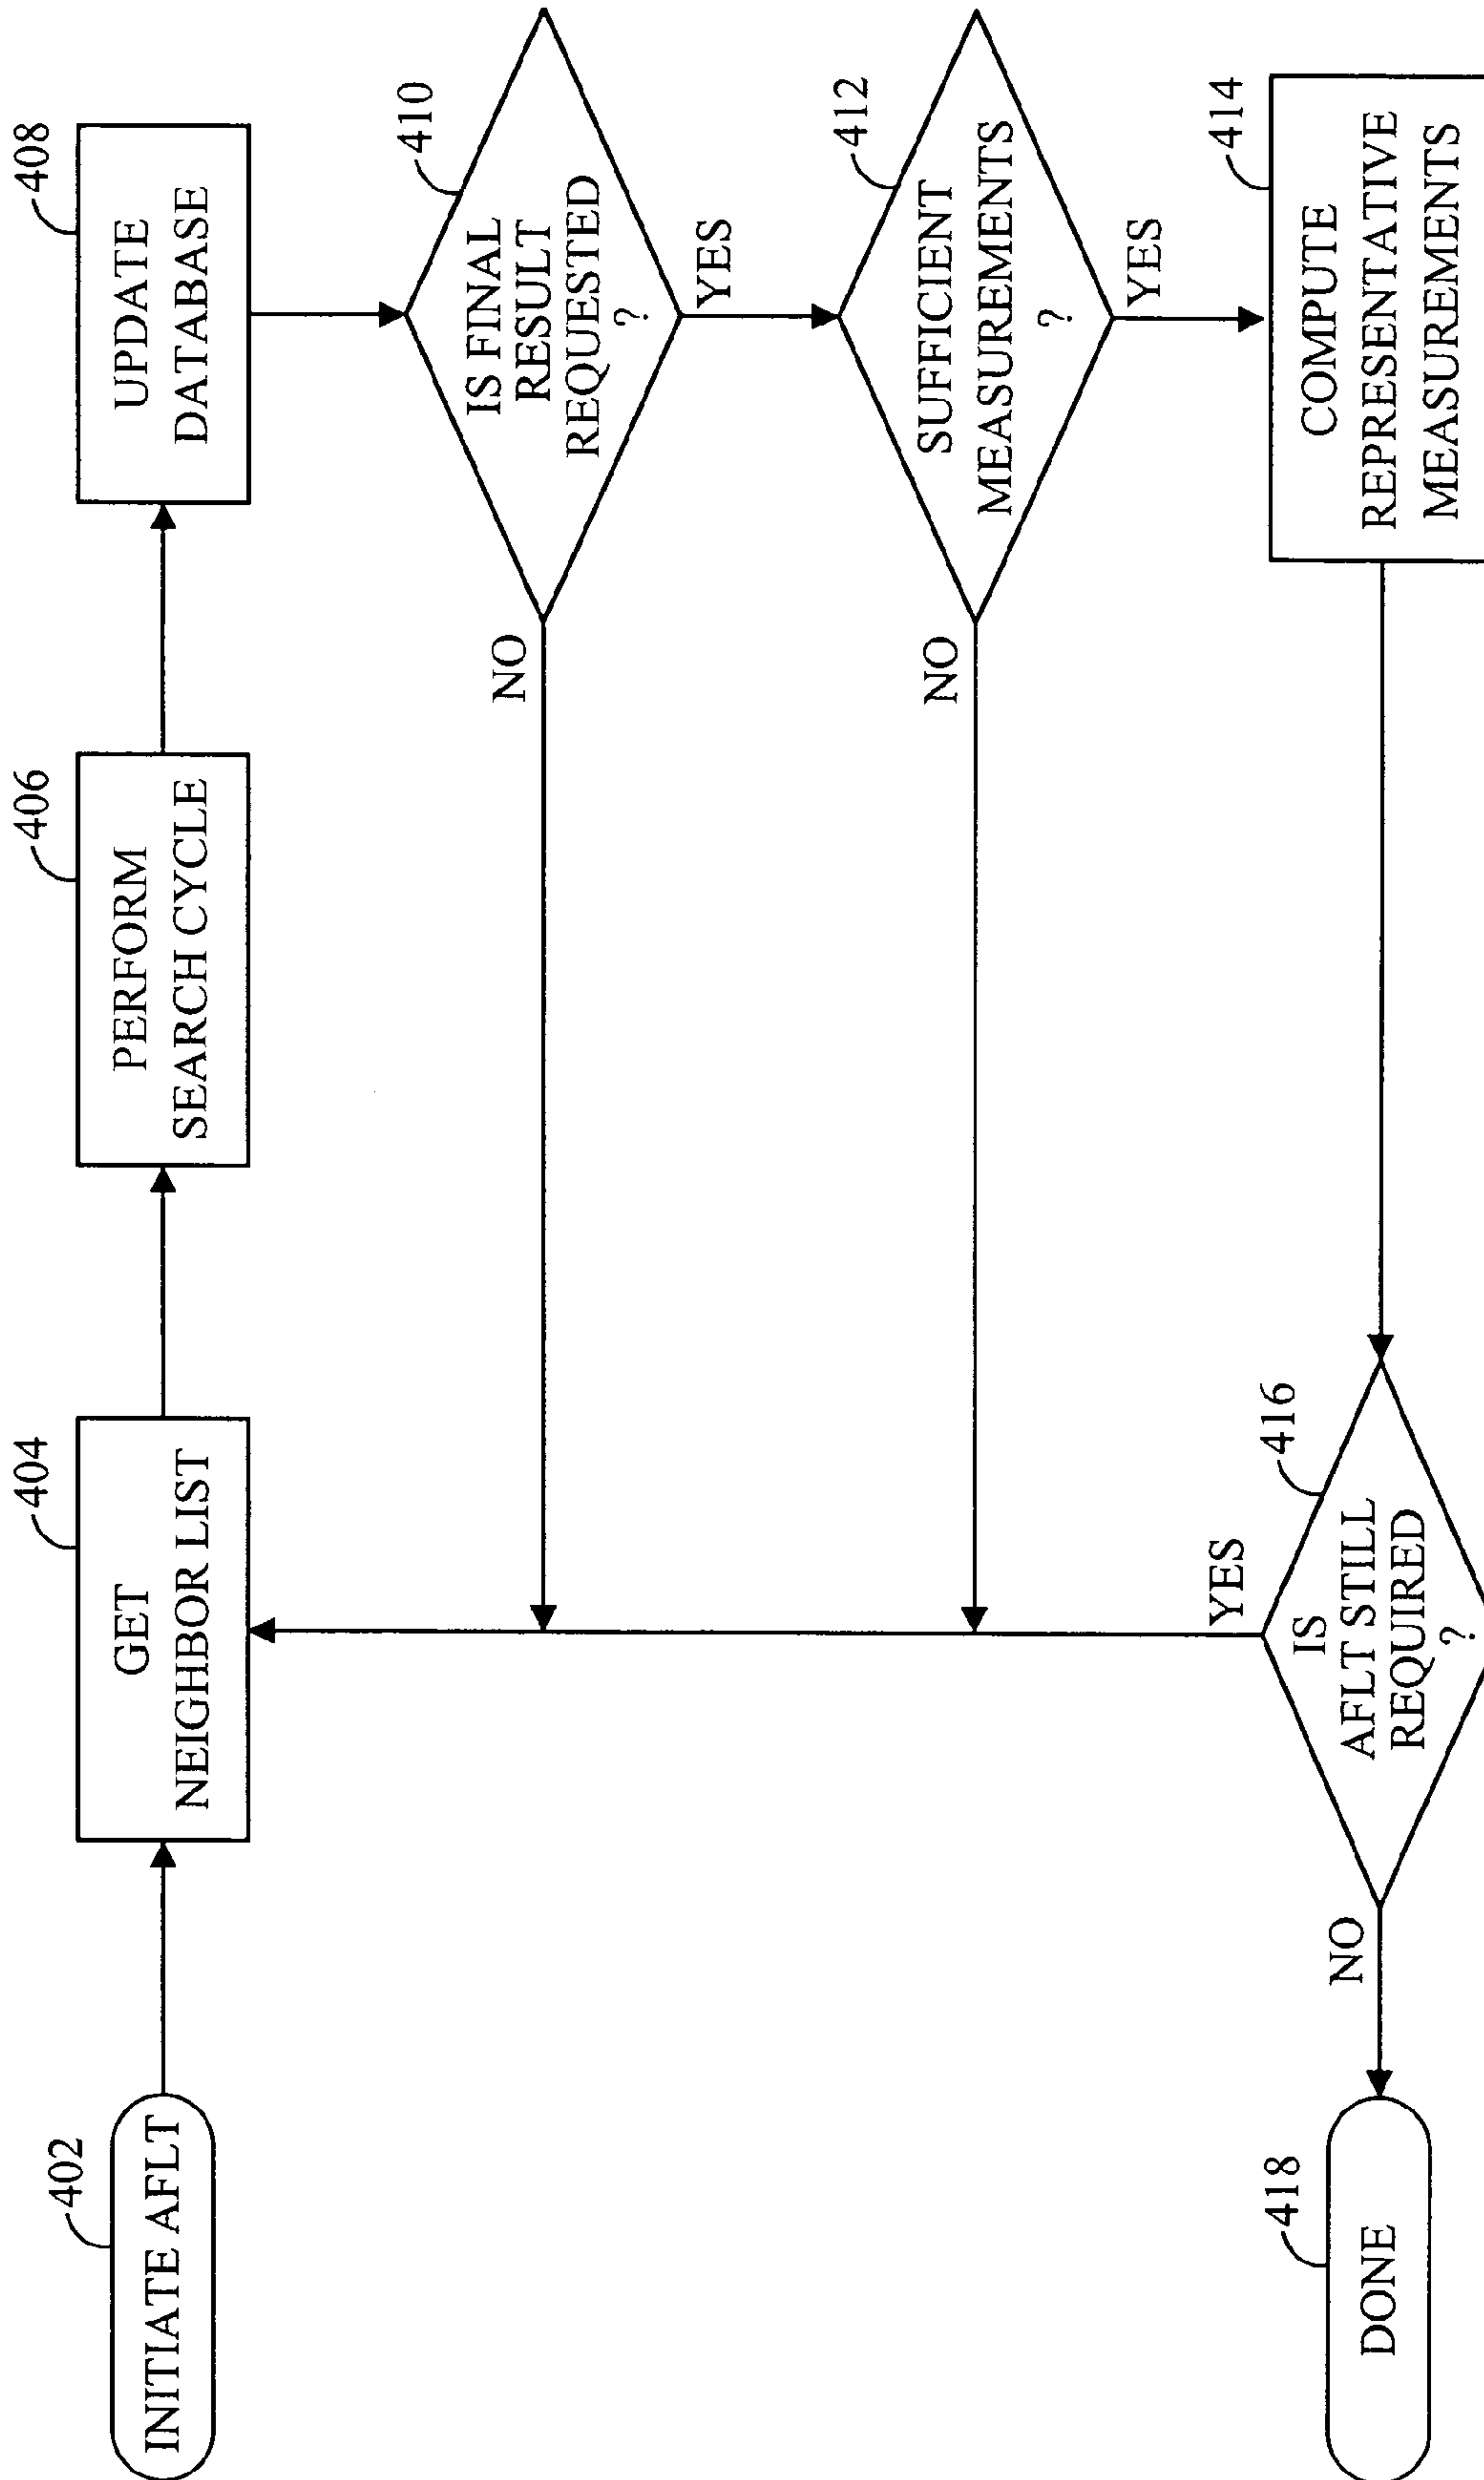 402
INITIATE AFLT
404
GET
NEIGHBOR LIST
406
PERFORM
SEARCH CYCLE
408
UPDATE
DATABASE
410
IS FINAL
RESULT
REQUESTED
?
NO
YES
412
SUFFICIENT
MEASUREMENTS
?
NO
YES
414
COMPUTE
REPRESENTATIVE
MEASUREMENTS
416
IS
AFLT STILL
REQUIRED
?
YES
NO
418
DONE